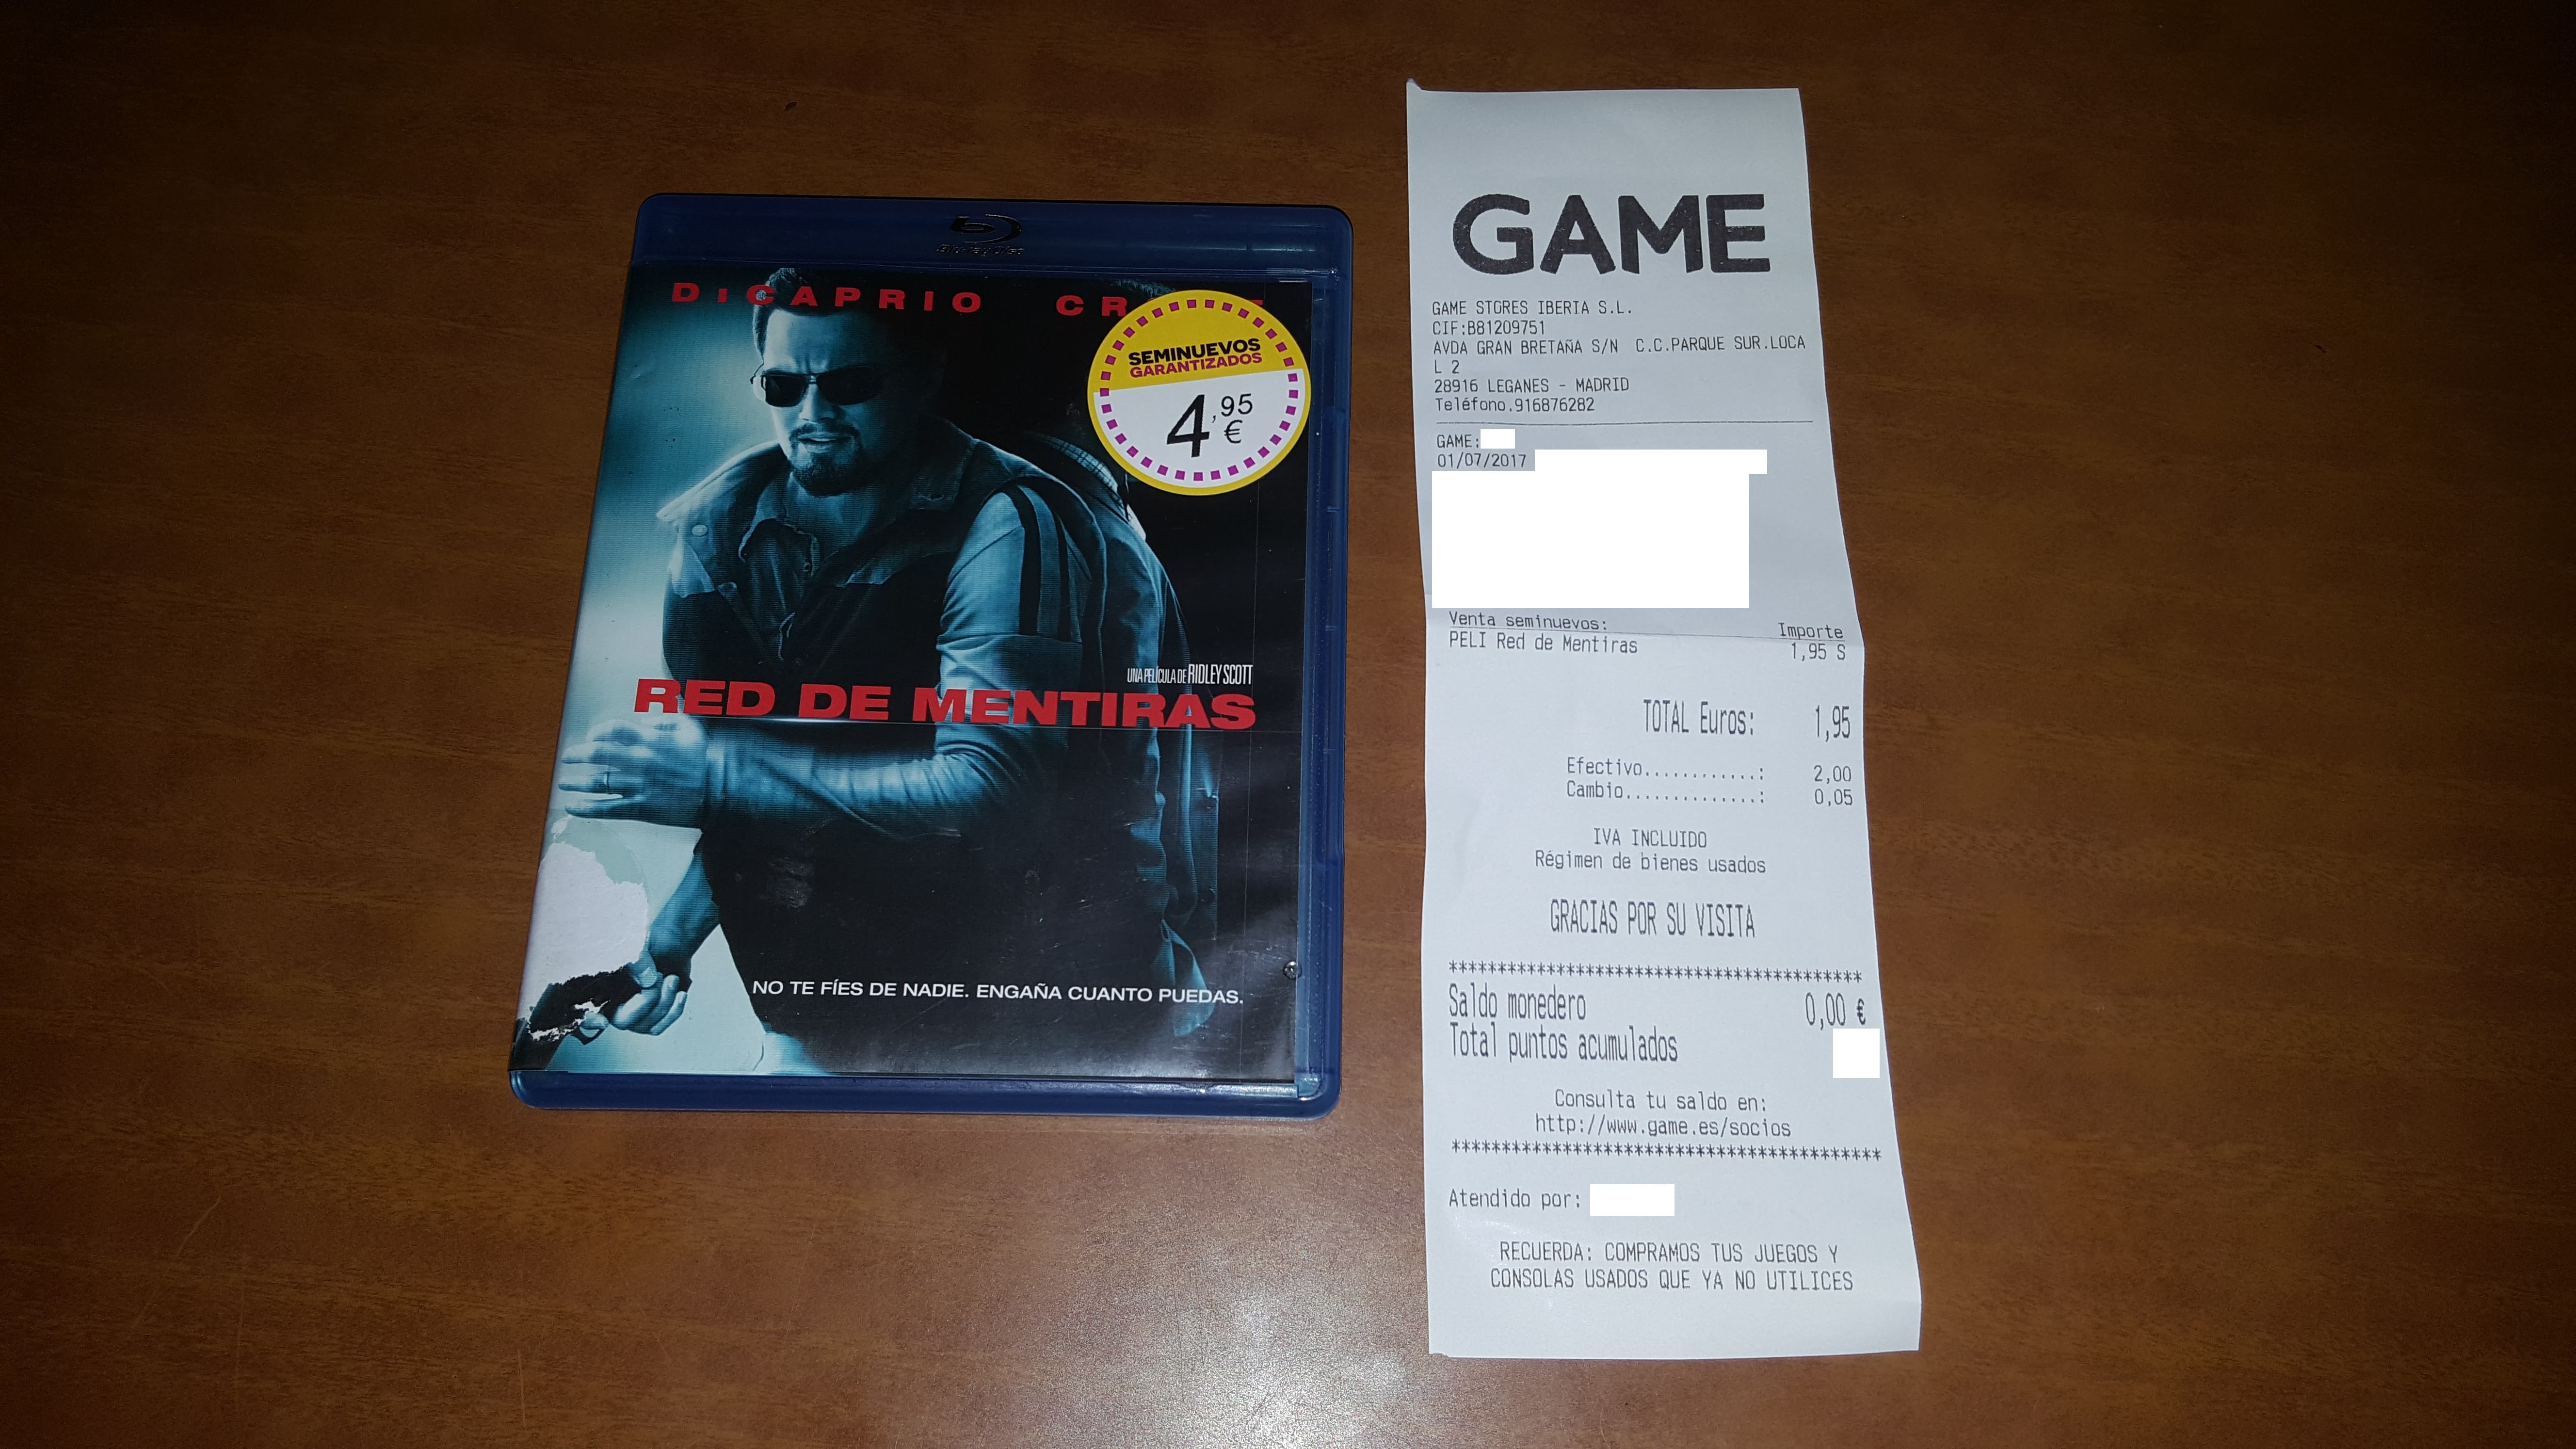 Blu-ray Disc
DiCAPRIO
SEMINUEVOS
GARANTIZADOS
4,95
€
UNA PELÍCULA DE RIDLEY SCOTT
RED DE MENTIRAS
NO TE FÍES DE NADIE. ENGAÑA CUANTO PUEDAS.
GAME
GAME STORES IBERIA S.L.
CIF:B81209751
AVDA GRAN BRETAÑA S/N C.C.PARQUE SUR.LOCA
L 2
28916 LEGANES - MADRID
Teléfono.916876282
GAME:
01/07/2017
Venta seminuevos: Importe
PELI Red de Mentiras 1,95 S
TOTAL Euros: 1,95
Efectivo............: 2,00
Cambio..............: 0,05
IVA INCLUIDO
Régimen de bienes usados
GRACIAS POR SU VISITA
******************************************
Saldo monedero 0,00 €
Total puntos acumulados
Consulta tu saldo en:
http://www.game.es/socios
******************************************
Atendido por:
RECUERDA: COMPRAMOS TUS JUEGOS Y
CONSOLAS USADOS QUE YA NO UTILICES